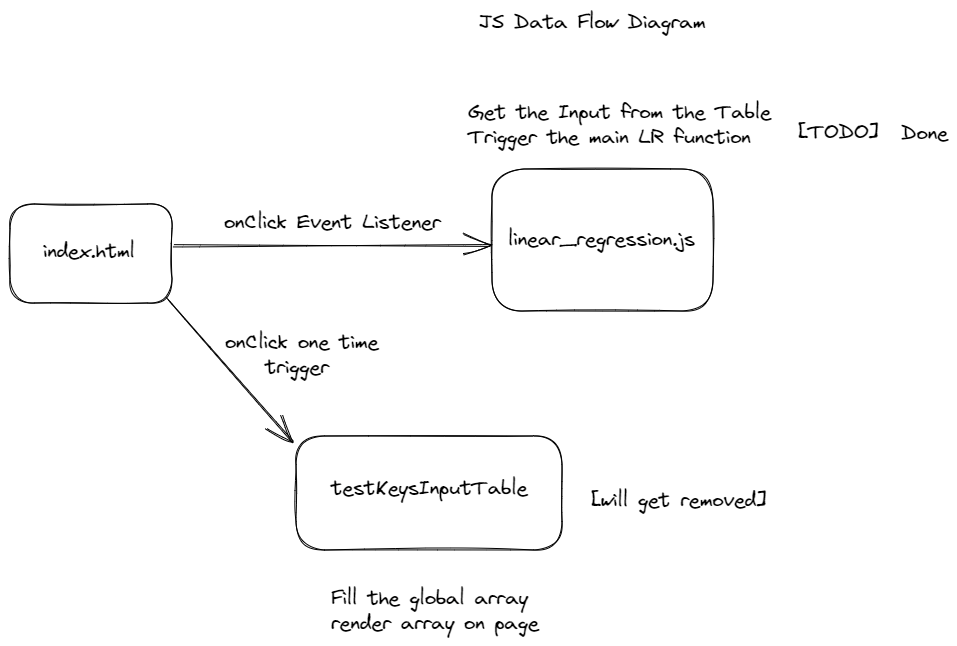 JS Data Flow Diagram
Get the Input from the Table
Trigger the main LR function
[TODO] Done
onClick Event Listener
index.html
linear_regression.js
onClick one time
trigger
testKeysInputTable
[will get removed]
Fill the global array
render array on page